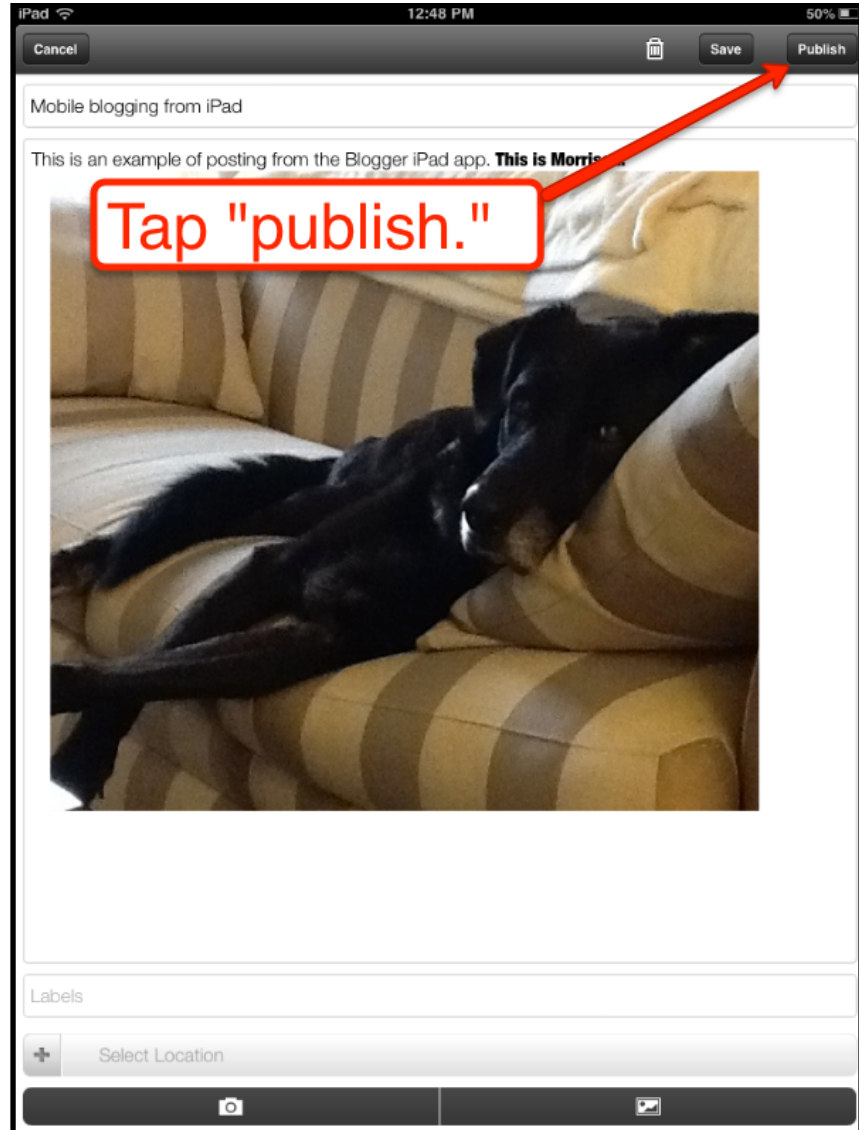 iPad 12:48 PM 50%
Cancel Save Publish
Mobile blogging from iPad
This is an example of posting from the Blogger iPad app. This is
Tap "publish."
Labels
Select Location